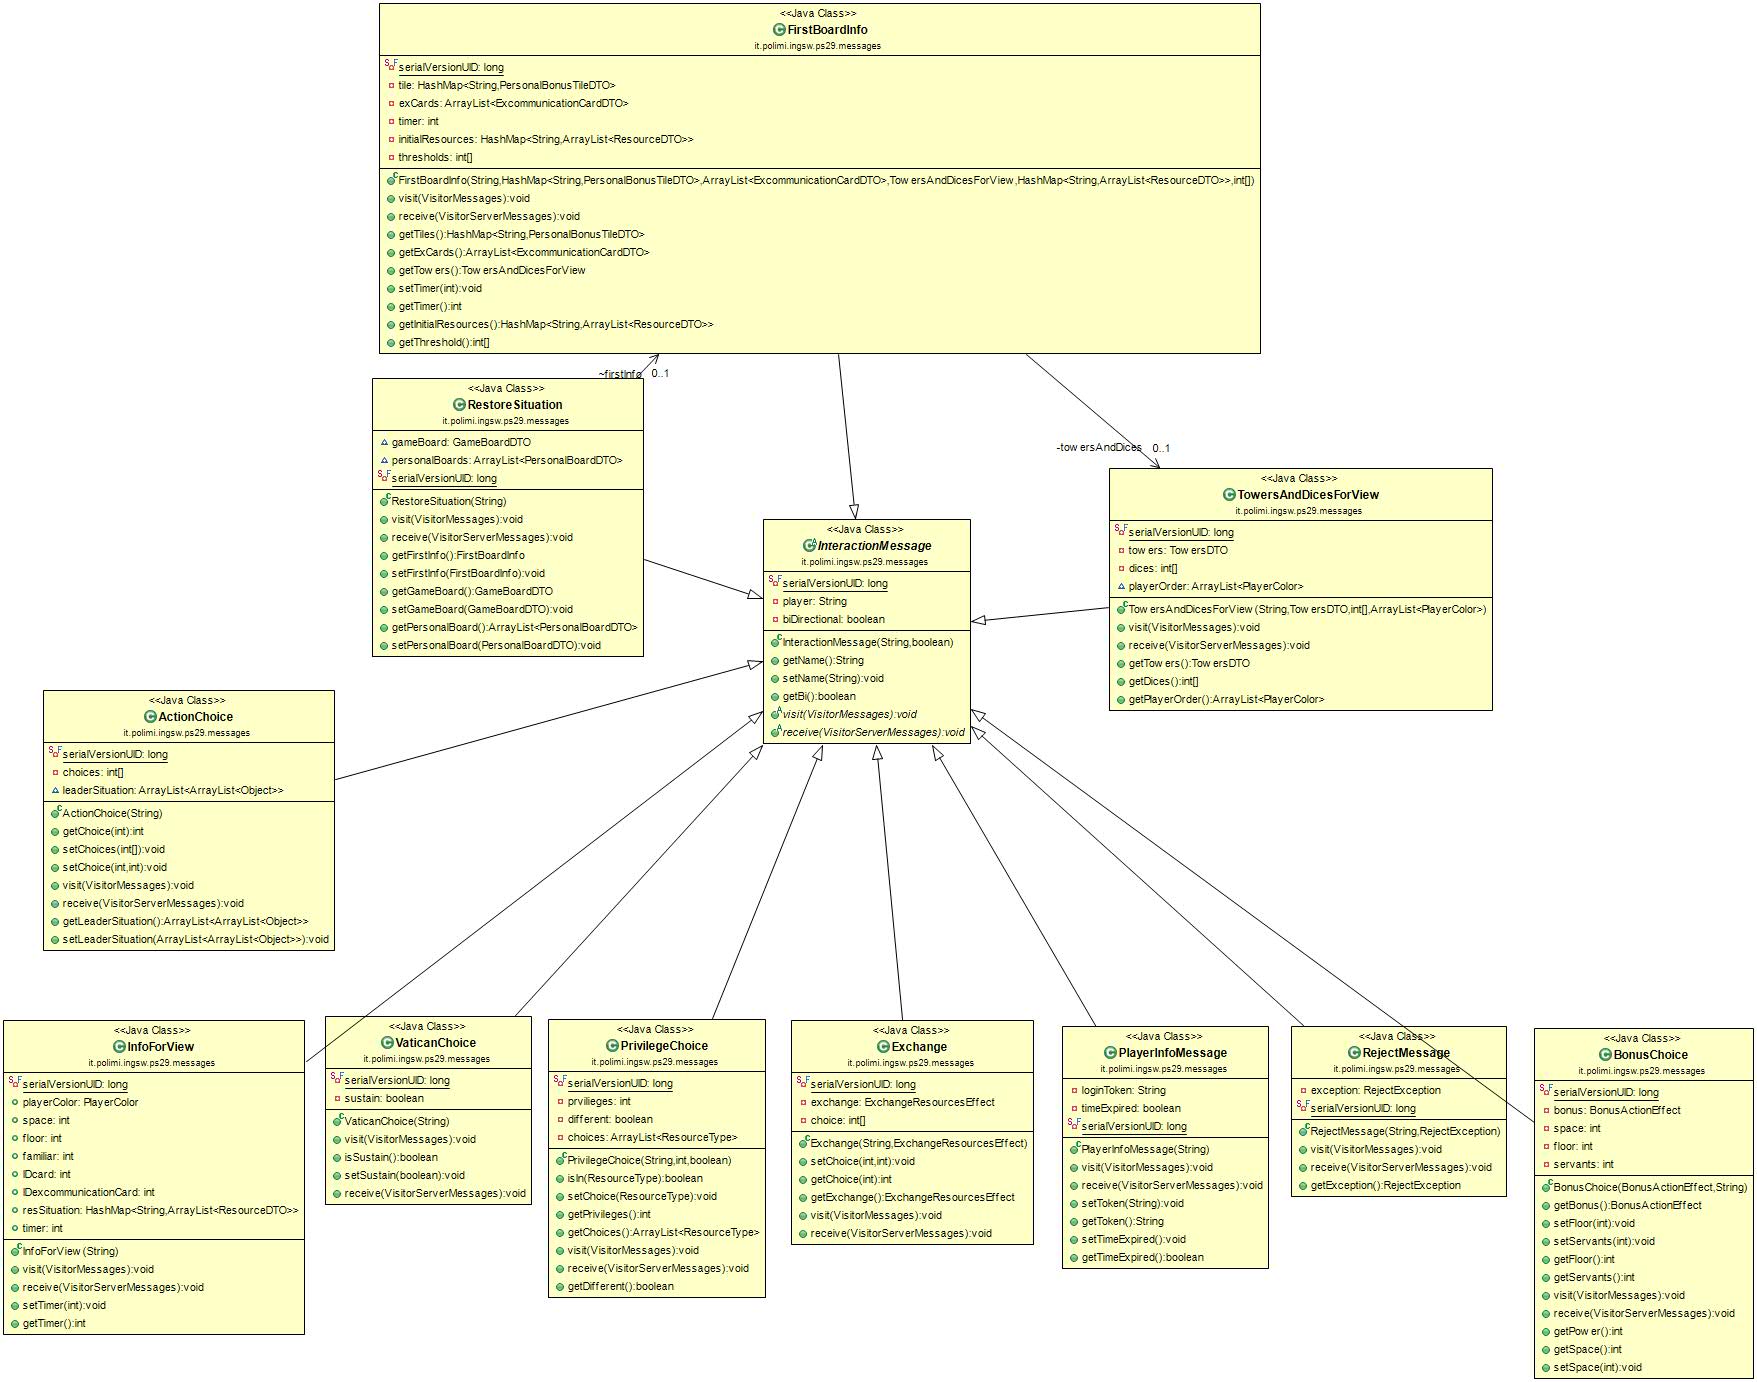 <<Java Class>>
FirstBoardInfo
it.polimi.ingsw.ps29.messages
serialVersionUID: long
tile: HashMap<String,PersonalBonusTileDTO>
exCards: ArrayList<ExcommunicationCardDTO>
timer: int
initialResources: HashMap<String,ArrayList<ResourceDTO>>
thresholds: int[]
FirstBoardInfo(String,HashMap<String,PersonalBonusTileDTO>,ArrayList<ExcommunicationCardDTO>,TowersAndDicesForView,HashMap<String,ArrayList<ResourceDTO>>,int[])
visit(VisitorMessages):void
receive(VisitorServerMessages):void
getTiles():HashMap<String,PersonalBonusTileDTO>
getExCards():ArrayList<ExcommunicationCardDTO>
getTowers():TowersAndDicesForView
setTimer(int):void
getTimer():int
getInitialResources():HashMap<String,ArrayList<ResourceDTO>>
getThreshold():int[]
~firstInfo 0..1
-towersAndDices 0..1
<<Java Class>>
RestoreSituation
it.polimi.ingsw.ps29.messages
gameBoard: GameBoardDTO
personalBoards: ArrayList<PersonalBoardDTO>
serialVersionUID: long
RestoreSituation(String)
visit(VisitorMessages):void
receive(VisitorServerMessages):void
getFirstInfo():FirstBoardInfo
setFirstInfo(FirstBoardInfo):void
getGameBoard():GameBoardDTO
setGameBoard(GameBoardDTO):void
getPersonalBoard():ArrayList<PersonalBoardDTO>
setPersonalBoard(PersonalBoardDTO):void
<<Java Class>>
TowersAndDicesForView
it.polimi.ingsw.ps29.messages
serialVersionUID: long
towers: TowersDTO
dices: int[]
playerOrder: ArrayList<PlayerColor>
TowersAndDicesForView(String,TowersDTO,int[],ArrayList<PlayerColor>)
visit(VisitorMessages):void
receive(VisitorServerMessages):void
getTowers():TowersDTO
getDices():int[]
getPlayerOrder():ArrayList<PlayerColor>
<<Java Class>>
InteractionMessage
it.polimi.ingsw.ps29.messages
serialVersionUID: long
player: String
biDirectional: boolean
InteractionMessage(String,boolean)
getName():String
setName(String):void
getBi():boolean
visit(VisitorMessages):void
receive(VisitorServerMessages):void
<<Java Class>>
ActionChoice
it.polimi.ingsw.ps29.messages
serialVersionUID: long
choices: int[]
leaderSituation: ArrayList<ArrayList<Object>>
ActionChoice(String)
getChoice(int):int
setChoices(int[]):void
setChoice(int,int):void
visit(VisitorMessages):void
receive(VisitorServerMessages):void
getLeaderSituation():ArrayList<ArrayList<Object>>
setLeaderSituation(ArrayList<ArrayList<Object>>):void
<<Java Class>>
InfoForView
it.polimi.ingsw.ps29.messages
serialVersionUID: long
playerColor: PlayerColor
space: int
floor: int
familiar: int
IDcard: int
IDexcommunicationCard: int
resSituation: HashMap<String,ArrayList<ResourceDTO>>
timer: int
InfoForView(String)
visit(VisitorMessages):void
receive(VisitorServerMessages):void
setTimer(int):void
getTimer():int
<<Java Class>>
VaticanChoice
it.polimi.ingsw.ps29.messages
serialVersionUID: long
sustain: boolean
VaticanChoice(String)
visit(VisitorMessages):void
isSustain():boolean
setSustain(boolean):void
receive(VisitorServerMessages):void
<<Java Class>>
PrivilegeChoice
it.polimi.ingsw.ps29.messages
serialVersionUID: long
prvilieges: int
different: boolean
choices: ArrayList<ResourceType>
PrivilegeChoice(String,int,boolean)
isIn(ResourceType):boolean
setChoice(ResourceType):void
getPrivileges():int
getChoices():ArrayList<ResourceType>
visit(VisitorMessages):void
receive(VisitorServerMessages):void
getDifferent():boolean
<<Java Class>>
Exchange
it.polimi.ingsw.ps29.messages
serialVersionUID: long
exchange: ExchangeResourcesEffect
choice: int[]
Exchange(String,ExchangeResourcesEffect)
setChoice(int,int):void
getChoice(int):int
getExchange():ExchangeResourcesEffect
visit(VisitorMessages):void
receive(VisitorServerMessages):void
<<Java Class>>
PlayerInfoMessage
it.polimi.ingsw.ps29.messages
loginToken: String
timeExpired: boolean
serialVersionUID: long
PlayerInfoMessage(String)
visit(VisitorMessages):void
receive(VisitorServerMessages):void
setToken(String):void
getToken():String
setTimeExpired():void
getTimeExpired():boolean
<<Java Class>>
RejectMessage
it.polimi.ingsw.ps29.messages
exception: RejectException
serialVersionUID: long
RejectMessage(String,RejectException)
visit(VisitorMessages):void
receive(VisitorServerMessages):void
getException():RejectException
<<Java Class>>
BonusChoice
it.polimi.ingsw.ps29.messages
serialVersionUID: long
bonus: BonusActionEffect
space: int
floor: int
servants: int
BonusChoice(BonusActionEffect,String)
getBonus():BonusActionEffect
setFloor(int):void
setServants(int):void
getFloor():int
getServants():int
visit(VisitorMessages):void
receive(VisitorServerMessages):void
getPower():int
getSpace():int
setSpace(int):void